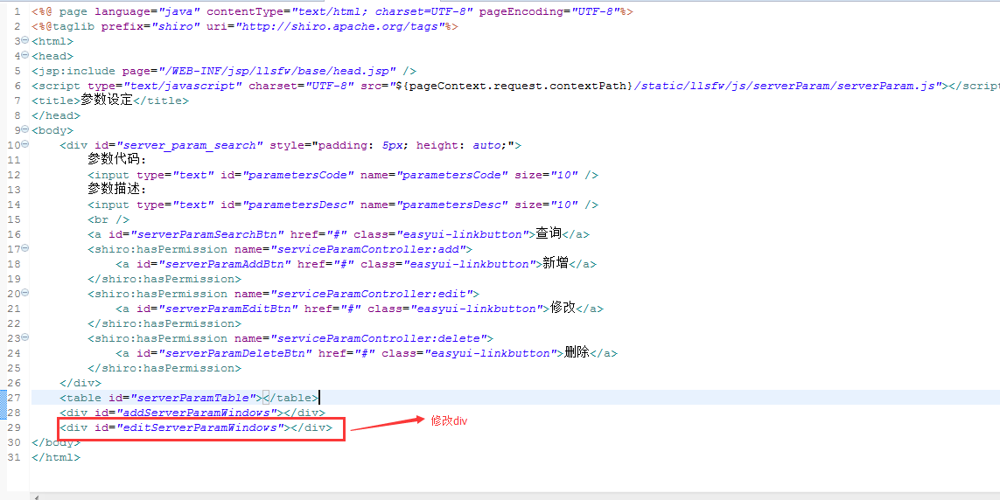 1 <%@ page language="java" contentType="text/html; charset=UTF-8" pageEncoding="UTF-8"%>
2 <%@taglib prefix="shiro" uri="http://shiro.apache.org/tags"%>
3 <html>
4 <head>
5 <jsp:include page="/WEB-INF/jsp/llsfw/base/head.jsp" />
6 <script type="text/javascript" charset="UTF-8" src="${pageContext.request.contextPath}/static/llsfw/js/serverParam/serverParam.js"></script
7 <title>参数设定</title>
8 </head>
9 <body>
10 <div id="server_param_search" style="padding: 5px; height: auto;">
11 参数代码:
12 <input type="text" id="parametersCode" name="parametersCode" size="10" />
13 参数描述:
14 <input type="text" id="parametersDesc" name="parametersDesc" size="10" />
15 <br />
16 <a id="serverParamSearchBtn" href="#" class="easyui-linkbutton">查询</a>
17 <shiro:hasPermission name="serviceParamController:add">
18 <a id="serverParamAddBtn" href="#" class="easyui-linkbutton">新增</a>
19 </shiro:hasPermission>
20 <shiro:hasPermission name="serviceParamController:edit">
21 <a id="serverParamEditBtn" href="#" class="easyui-linkbutton">修改</a>
22 </shiro:hasPermission>
23 <shiro:hasPermission name="serviceParamController:delete">
24 <a id="serverParamDeleteBtn" href="#" class="easyui-linkbutton">删除</a>
25 </shiro:hasPermission>
26 </div>
27 <table id="serverParamTable"></table>
28 <div id="addServerParamWindows"></div>
29 <div id="editServerParamWindows"></div> 修改div
30 </body>
31 </html>